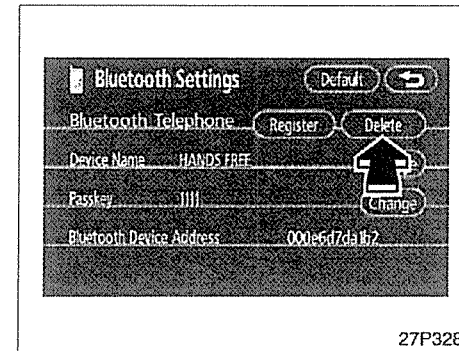 Bluetooth Settings Default
Bluetooth Telephone Register Delete
Device Name HANDS FREE
Passkey 1111 Change
Bluetooth Device Address 000e6d7da1b2
27P328